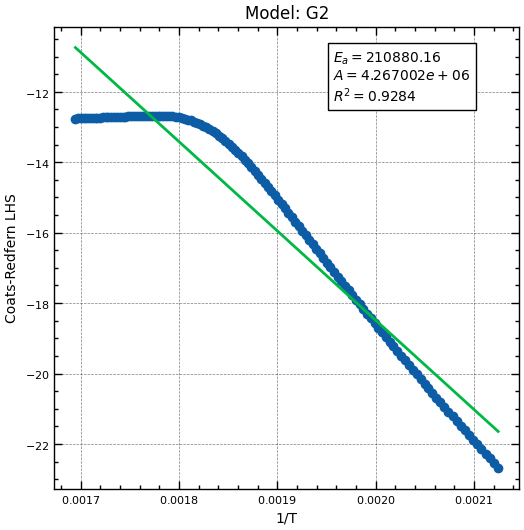 Model: G2
E_a = 210880.16
A = 4.267002e + 06
R^2 = 0.9284
Coats-Redfern LHS
−12
−14
−16
−18
−20
−22
0.0017 0.0018 0.0019 0.0020 0.0021
1/T